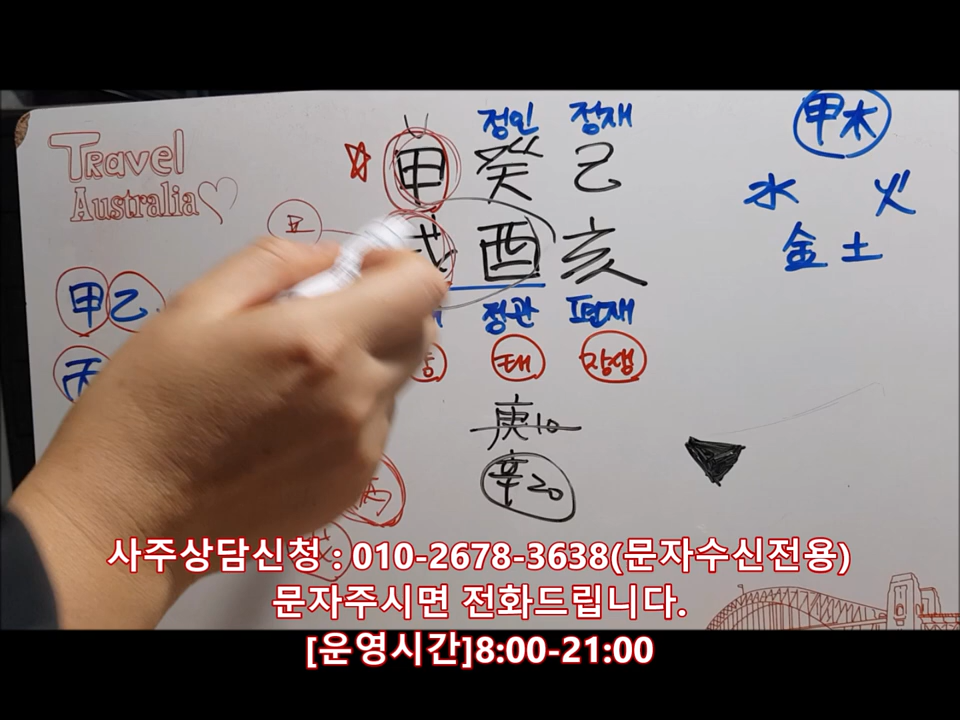 Travel
Australia
정인 정재
甲 癸 己
甲木
水 火
金 土
戌 酉 亥
정관 편재
태 장생
甲乙
丙
庚10
辛20
사주상담신청 : 010-2678-3638(문자수신전용)
문자주시면 전화드립니다.
[운영시간]8:00-21:00